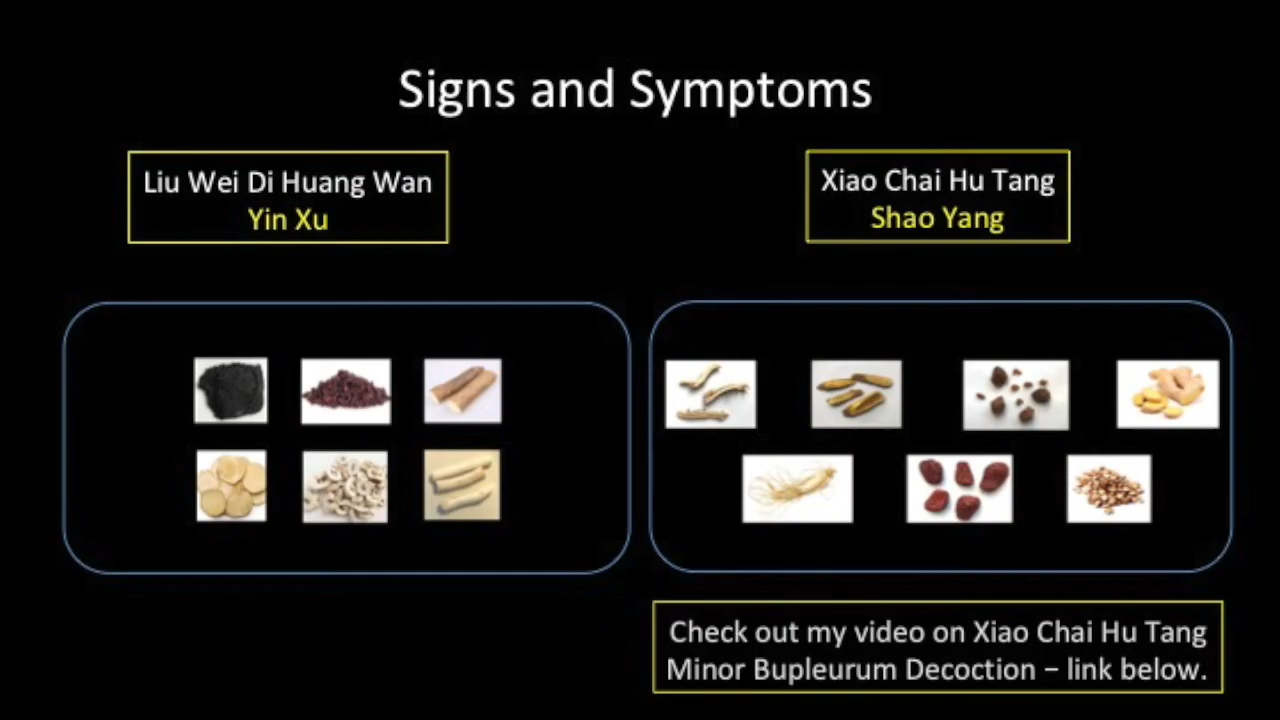 Signs and Symptoms
Liu Wei Di Huang Wan
Yin Xu
Xiao Chai Hu Tang
Shao Yang
Check out my video on Xiao Chai Hu Tang
Minor Bupleurum Decoction – link below.